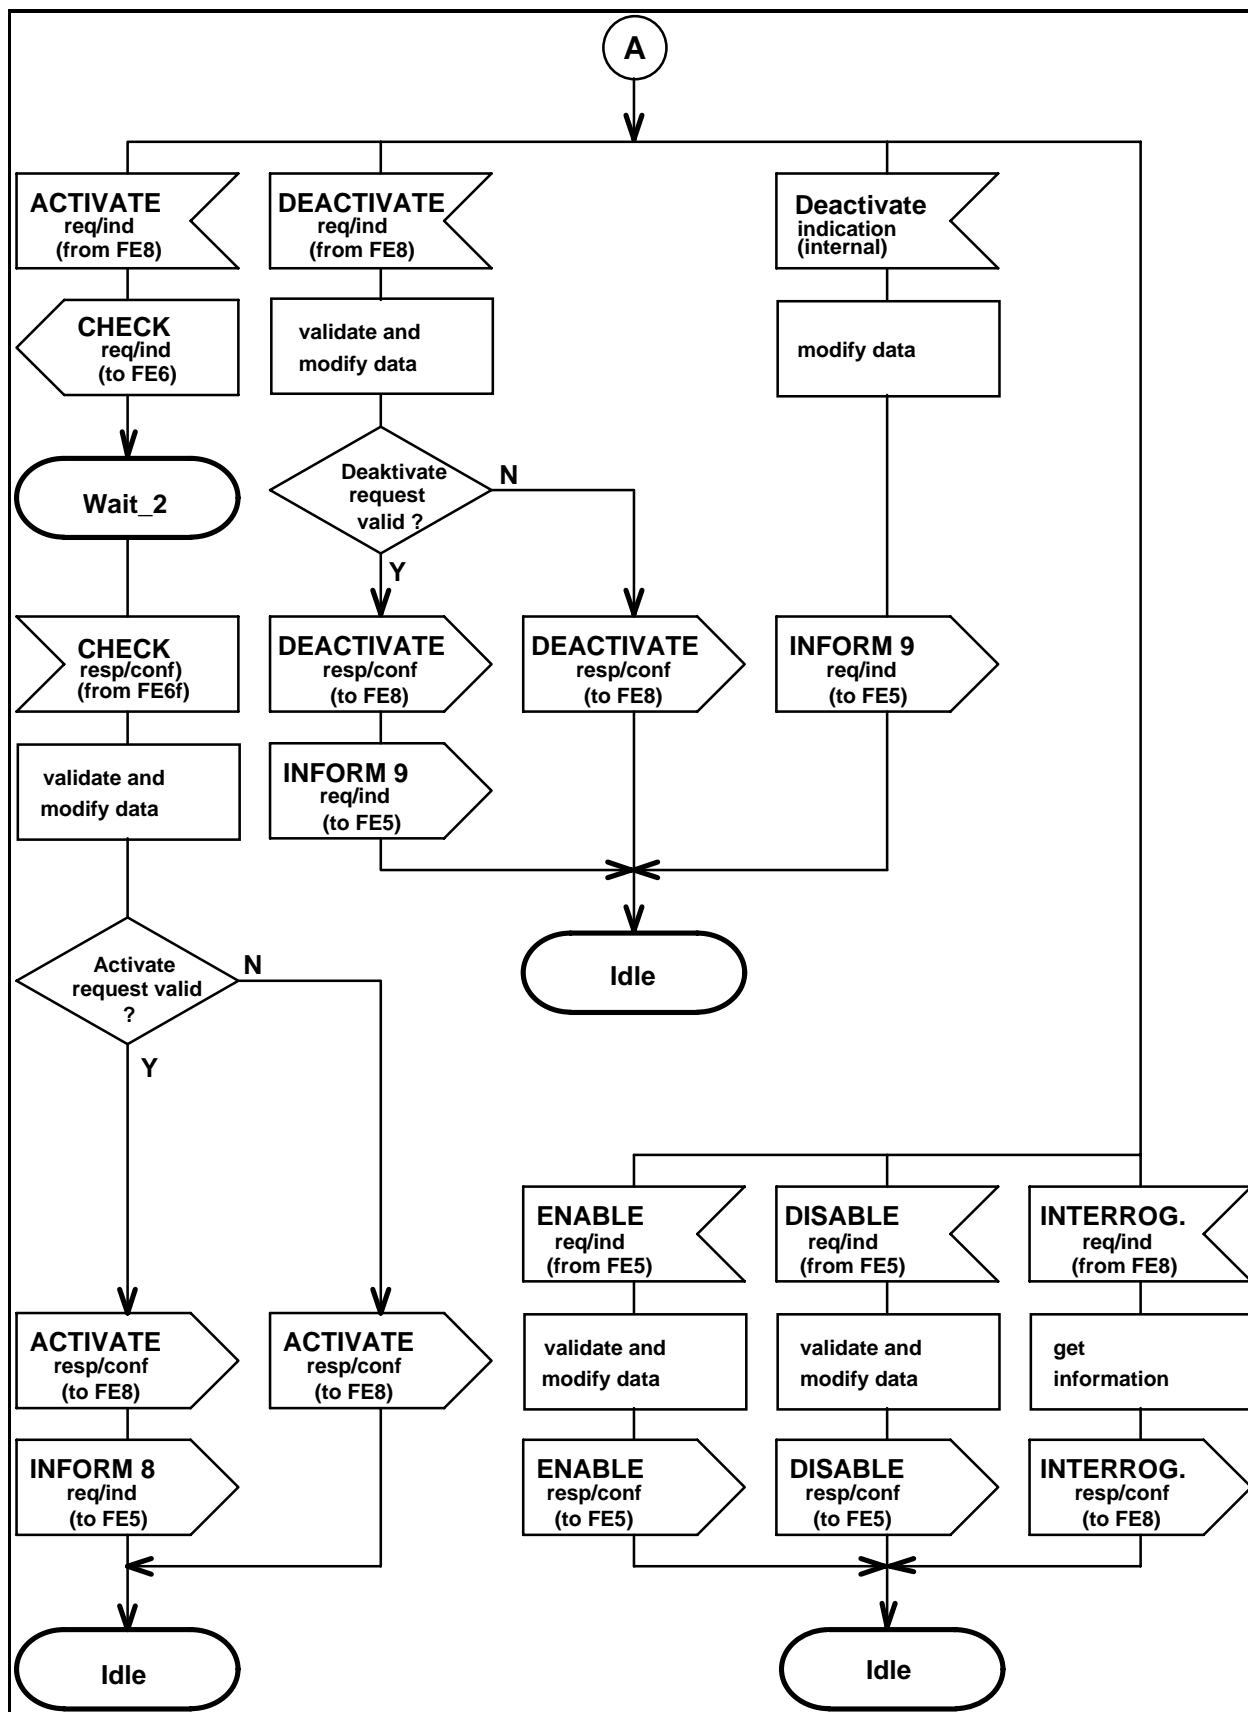 A
ACTIVATE
req/ind
(from FE8)
DEACTIVATE
req/ind
(from FE8)
Deactivate
indication
(internal)
CHECK
req/ind
(to FE6)
validate and
modify data
modify data
Wait_2
Deaktivate
request
valid ?
N
Y
CHECK
resp/conf)
(from FE6f)
DEACTIVATE
resp/conf
(to FE8)
DEACTIVATE
resp/conf
(to FE8)
INFORM 9
req/ind
(to FE5)
validate and
modify data
INFORM 9
req/ind
(to FE5)
Activate
request valid
?
N
Y
Idle
ENABLE
req/ind
(from FE5)
DISABLE
req/ind
(from FE5)
INTERROG.
req/ind
(from FE8)
ACTIVATE
resp/conf
(to FE8)
ACTIVATE
resp/conf
(to FE8)
validate and
modify data
validate and
modify data
get
information
INFORM 8
req/ind
(to FE5)
ENABLE
resp/conf
(to FE5)
DISABLE
resp/conf
(to FE5)
INTERROG.
resp/conf
(to FE8)
Idle
Idle